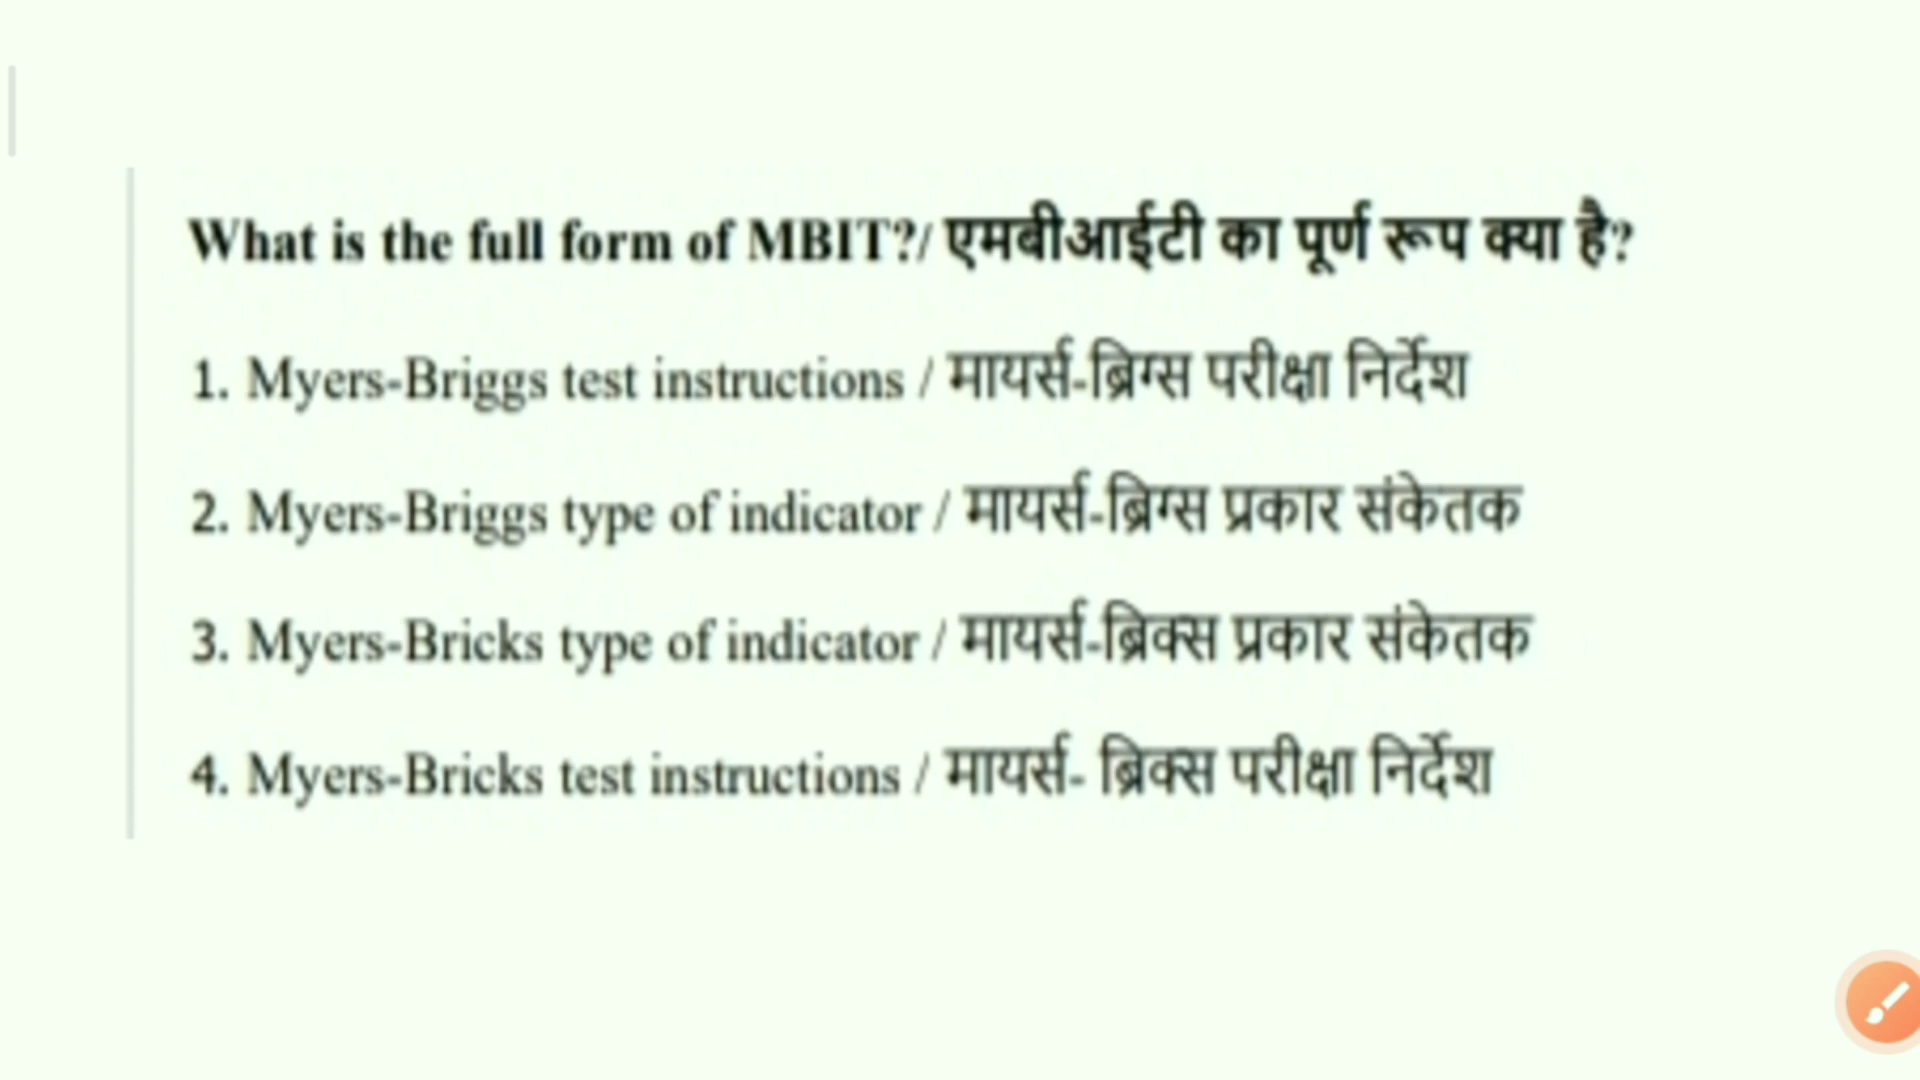 What is the full form of MBIT?/ एमबीआईटी का पूर्ण रूप क्या है?
1. Myers-Briggs test instructions / मायर्स-ब्रिग्स परीक्षा निर्देश
2. Myers-Briggs type of indicator / मायर्स-ब्रिग्स प्रकार संकेतक
3. Myers-Bricks type of indicator / मायर्स-ब्रिक्स प्रकार संकेतक
4. Myers-Bricks test instructions / मायर्स- ब्रिक्स परीक्षा निर्देश